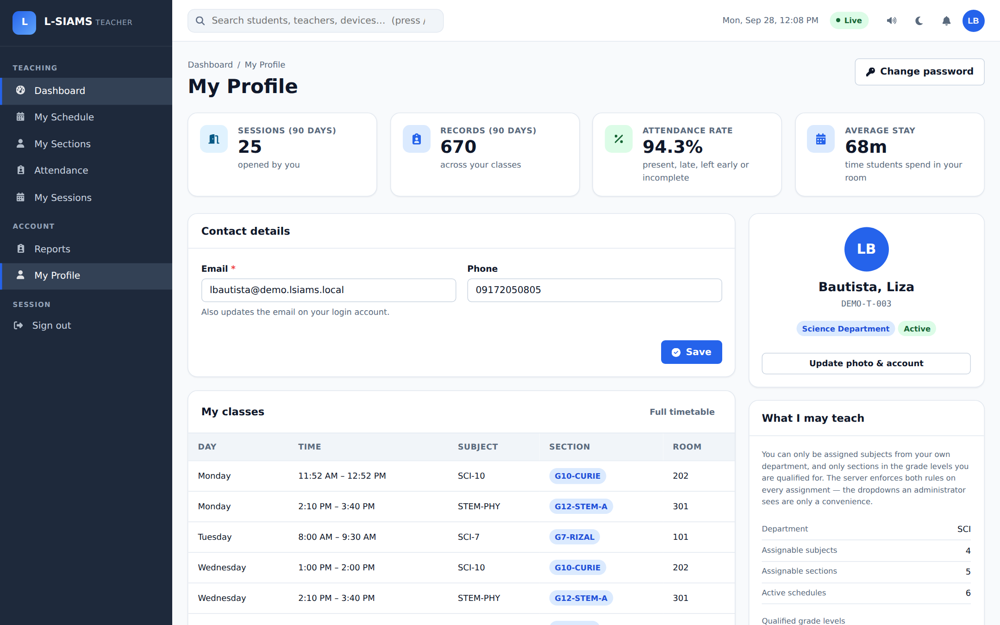 L
L-SIAMS TEACHER
TEACHING
Dashboard
My Schedule
My Sections
Attendance
My Sessions
ACCOUNT
Reports
My Profile
SESSION
Sign out
Search students, teachers, devices… (press /
Mon, Sep 28, 12:08 PM
Live
LB
Dashboard / My Profile
My Profile
Change password
SESSIONS (90 DAYS)
25
opened by you
RECORDS (90 DAYS)
670
across your classes
ATTENDANCE RATE
94.3%
present, late, left early or
incomplete
AVERAGE STAY
68m
time students spend in your
room
Contact details
Email *
Phone
lbautista@demo.lsiams.local
09172050805
Also updates the email on your login account.
Save
LB
Bautista, Liza
DEMO-T-003
Science Department Active
Update photo & account
My classes
Full timetable
DAY TIME SUBJECT SECTION ROOM
Monday 11:52 AM – 12:52 PM SCI-10 G10-CURIE 202
Monday 2:10 PM – 3:40 PM STEM-PHY G12-STEM-A 301
Tuesday 8:00 AM – 9:30 AM SCI-7 G7-RIZAL 101
Wednesday 1:00 PM – 2:00 PM SCI-10 G10-CURIE 202
Wednesday 2:10 PM – 3:40 PM STEM-PHY G12-STEM-A 301
What I may teach
You can only be assigned subjects from your own
department, and only sections in the grade levels you
are qualified for. The server enforces both rules on
every assignment — the dropdowns an administrator
sees are only a convenience.
Department SCI
Assignable subjects 4
Assignable sections 5
Active schedules 6
Qualified grade levels